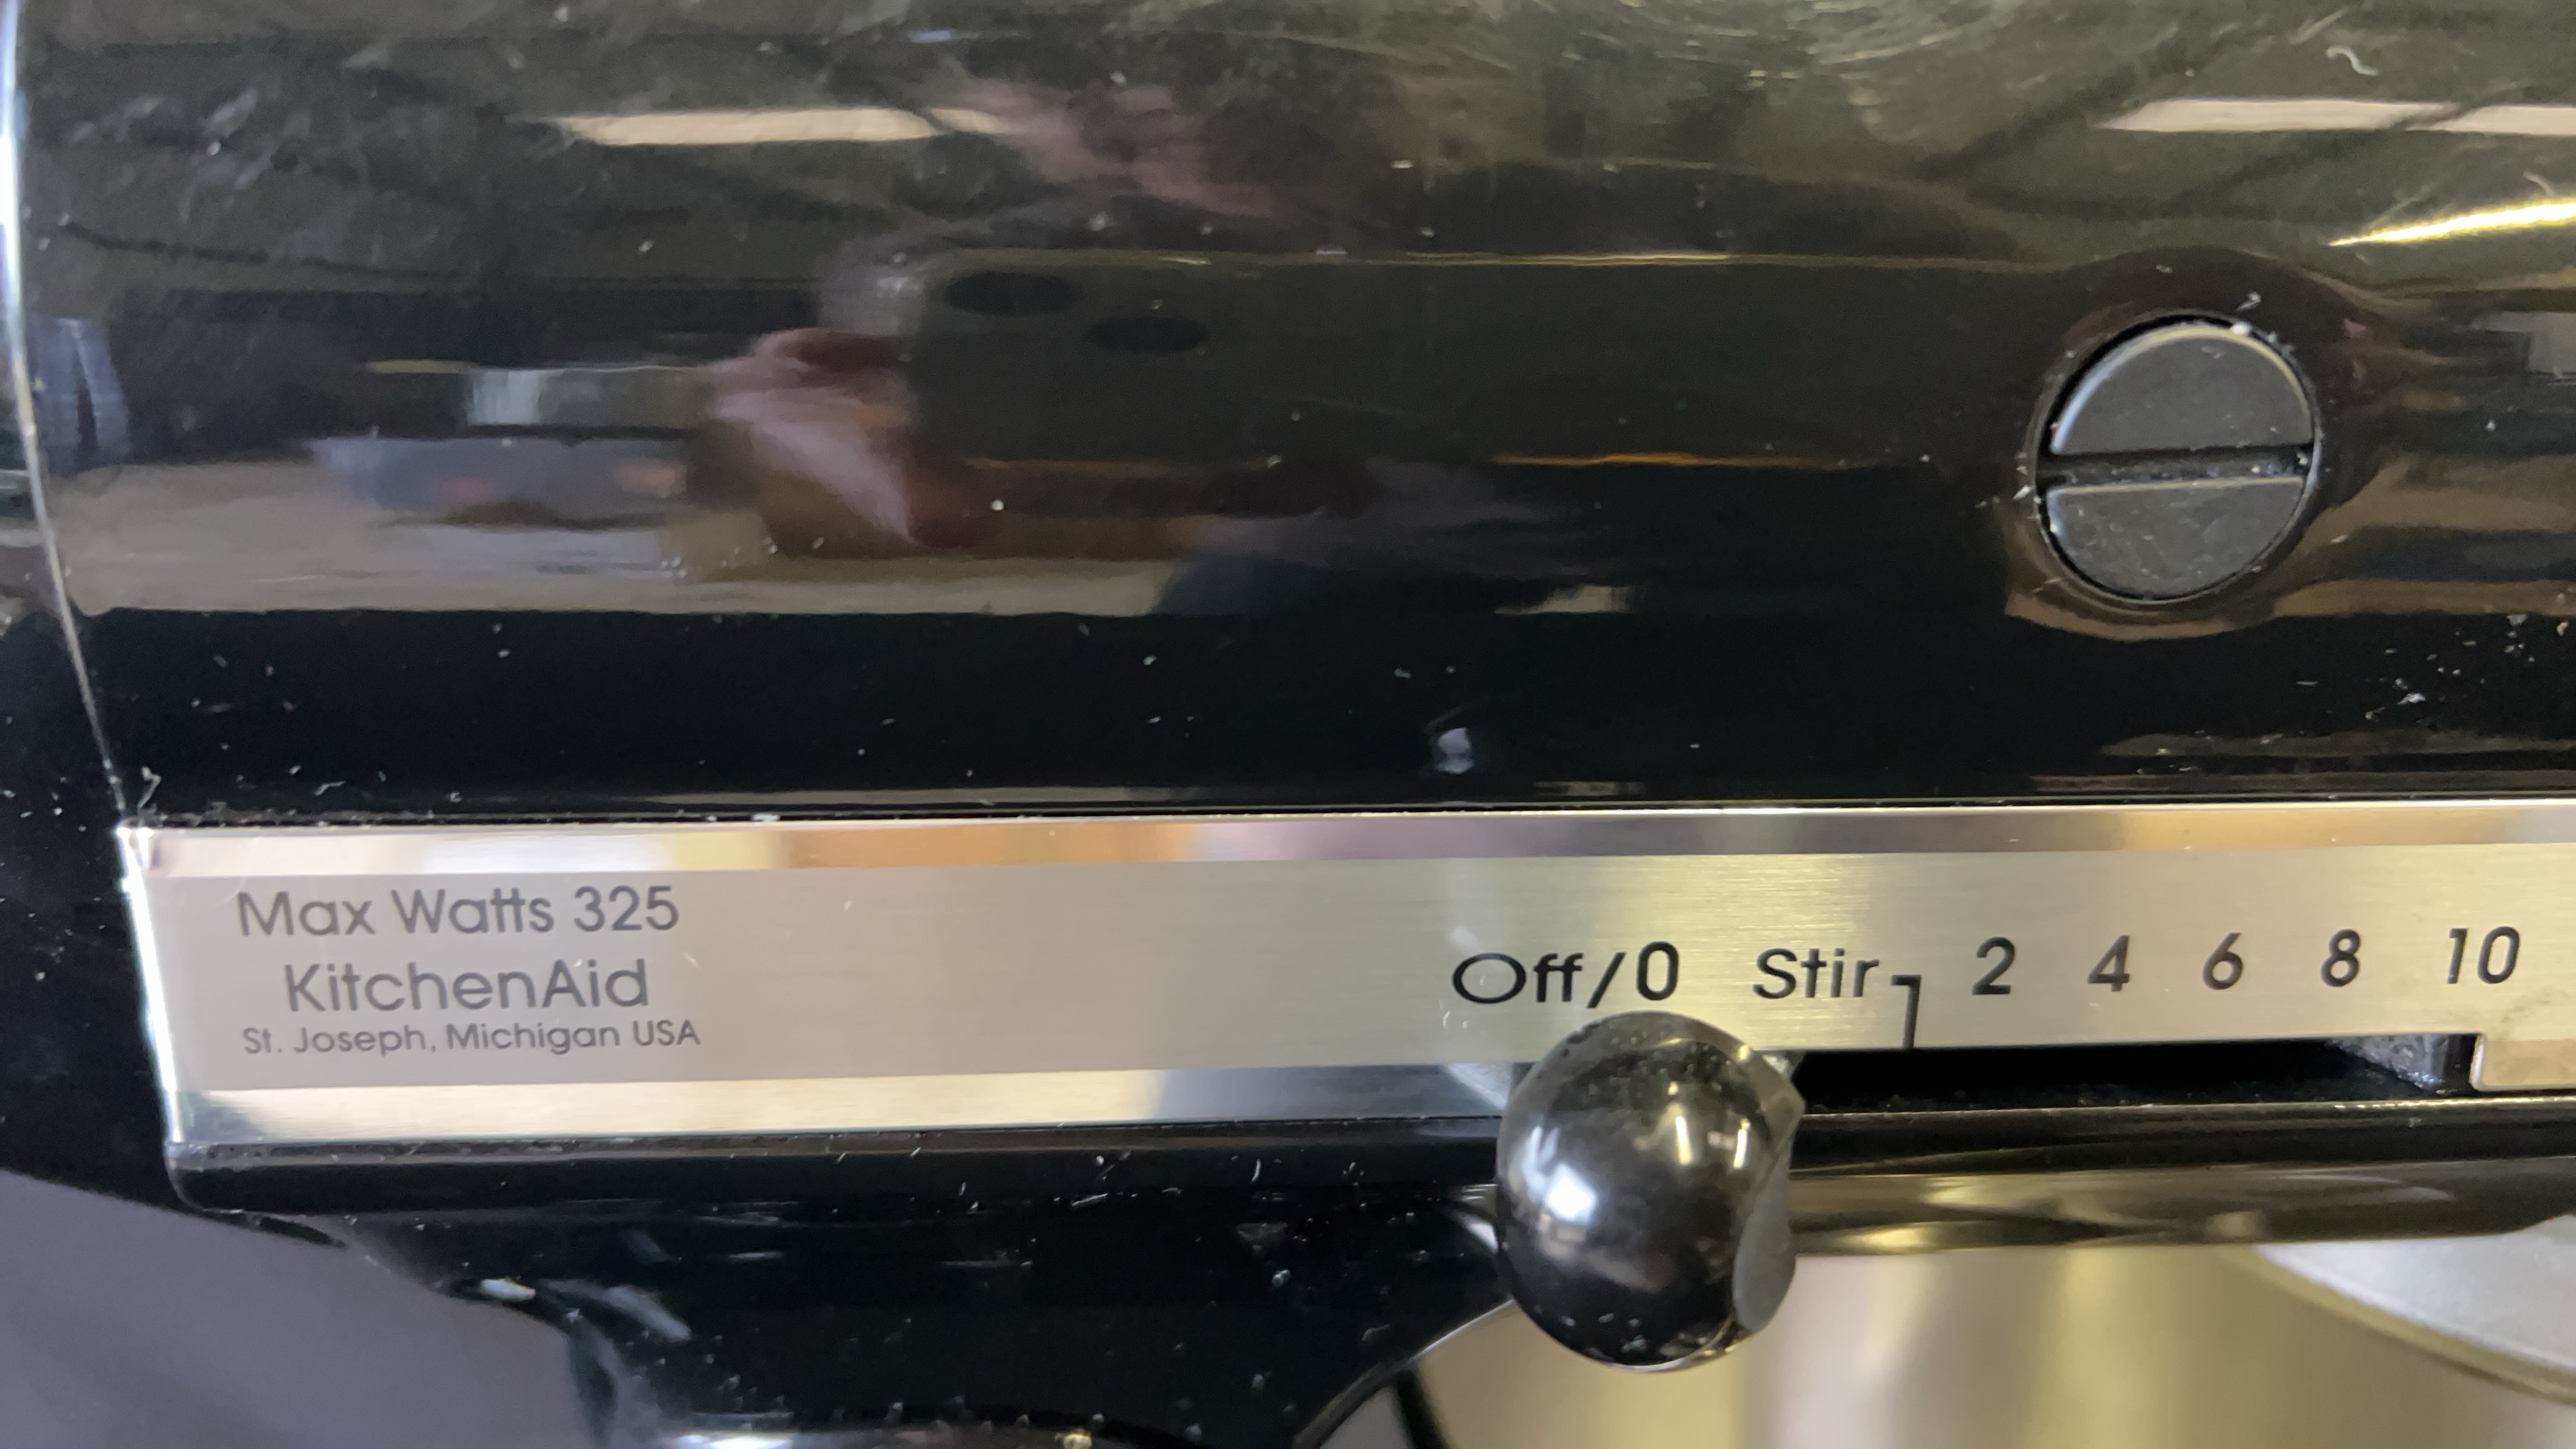 Max Watts 325
KitchenAid
St. Joseph, Michigan USA
Off/0 Stir 2 4 6 8 10